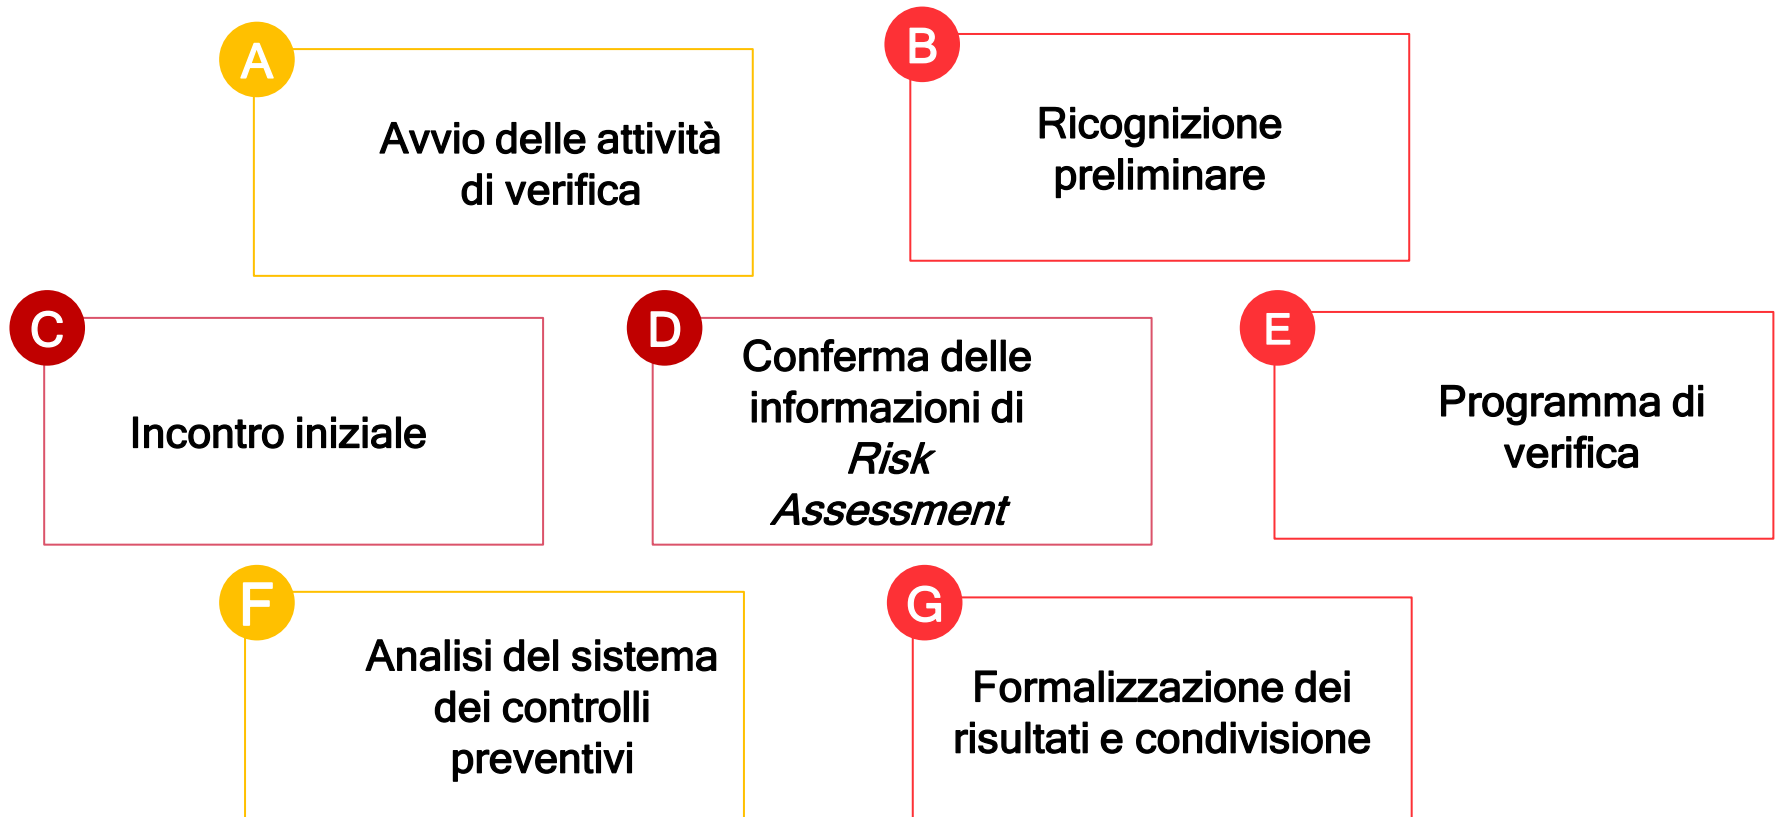 A
Avvio delle attività
di verifica
B
Ricognizione
preliminare
C
Incontro iniziale
D
Conferma delle
informazioni di
Risk
Assessment
E
Programma di
verifica
F
Analisi del sistema
dei controlli
preventivi
G
Formalizzazione dei
risultati e condivisione